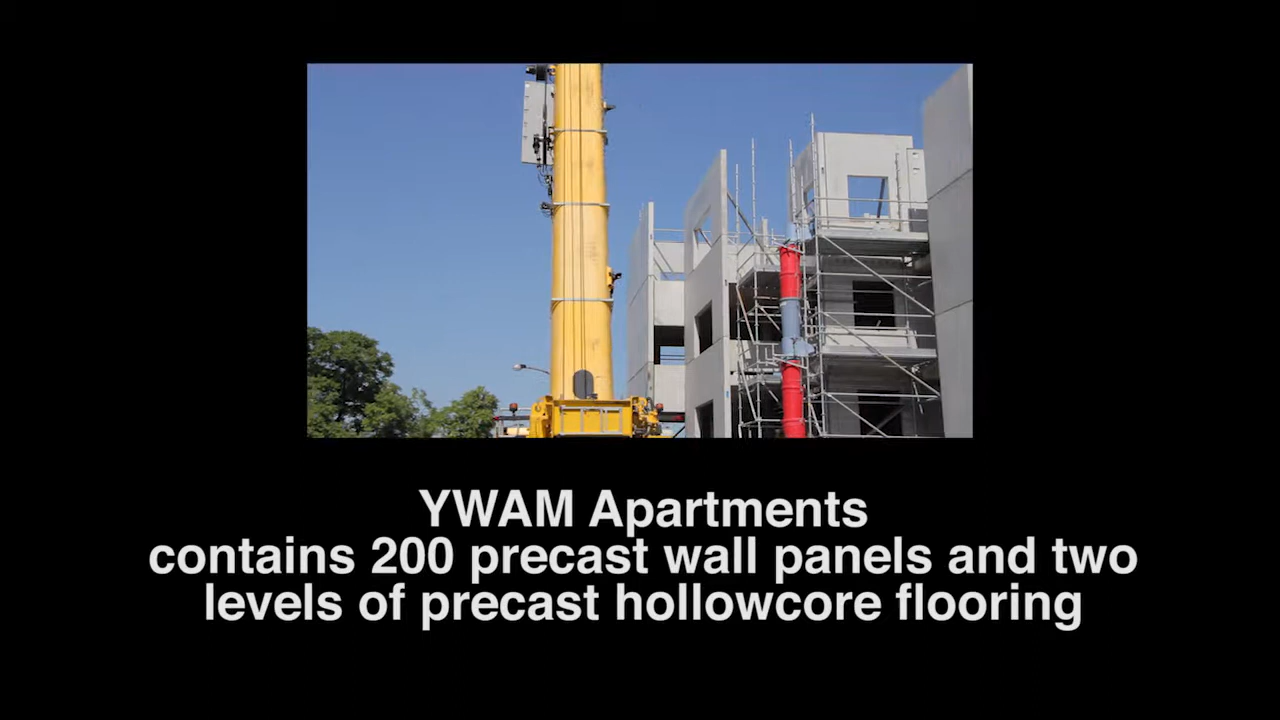 YWAM Apartments
contains 200 precast wall panels and two
levels of precast hollowcore flooring